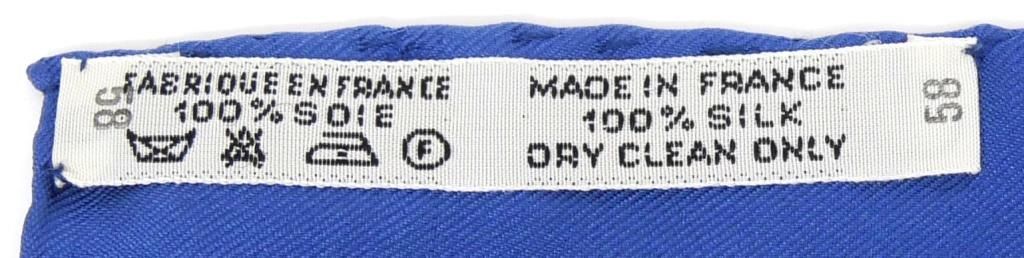 FABRIQUE EN FRANCE
100% SOIE
F
MADE IN FRANCE
100% SILK
DRY CLEAN ONLY
58
58